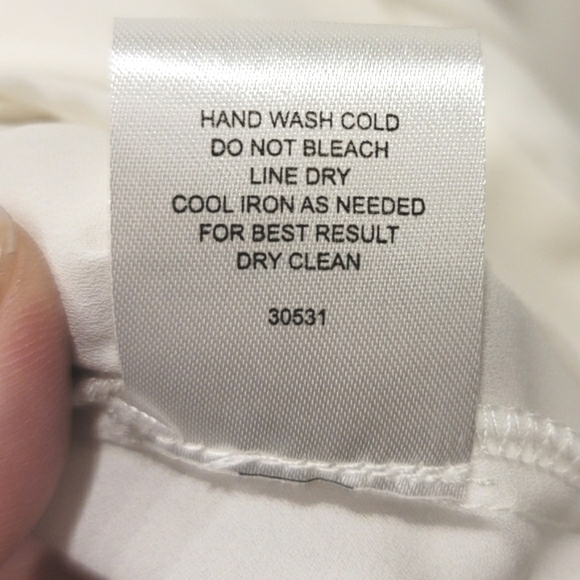 HAND WASH COLD
DO NOT BLEACH
LINE DRY
COOL IRON AS NEEDED
FOR BEST RESULT
DRY CLEAN
30531